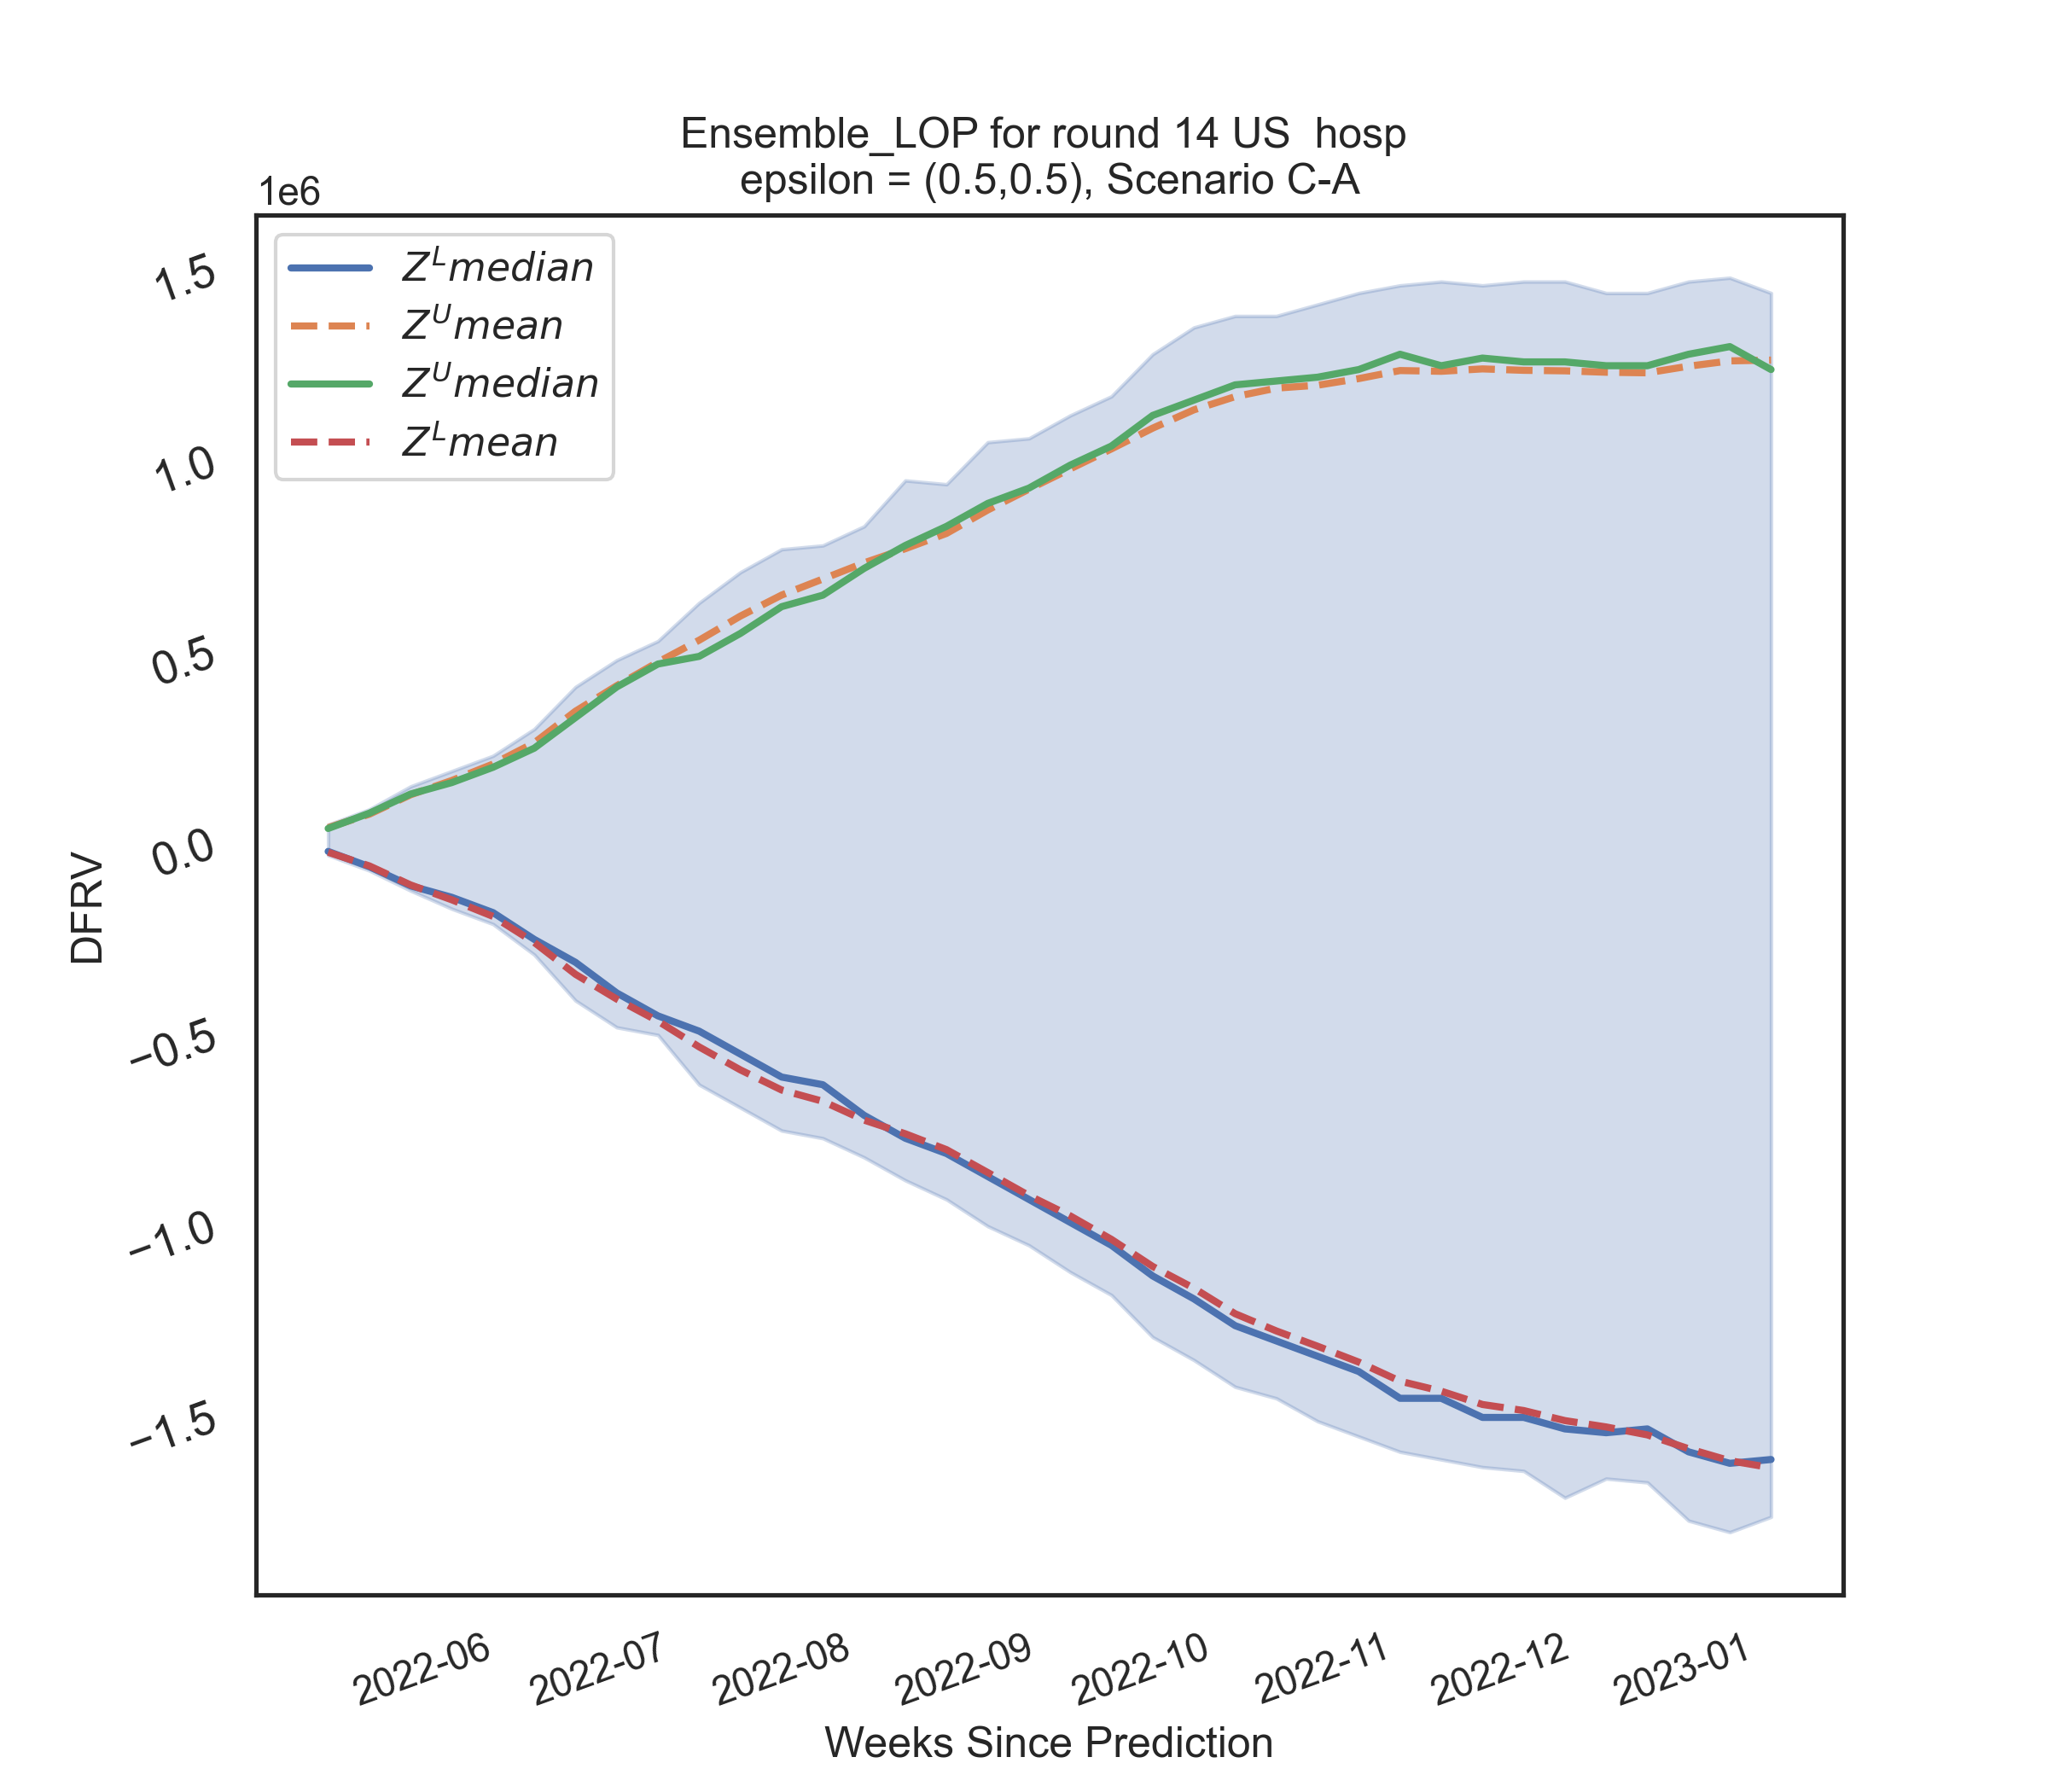 Ensemble_LOP for round 14 US  hosp
epsilon = (0.5,0.5), Scenario C-A
1e6
Z^L median
Z^U mean
Z^U median
Z^L mean
1.5
1.0
0.5
0.0
−0.5
−1.0
−1.5
DFRV
2022-06
2022-07
2022-08
2022-09
2022-10
2022-11
2022-12
2023-01
Weeks Since Prediction